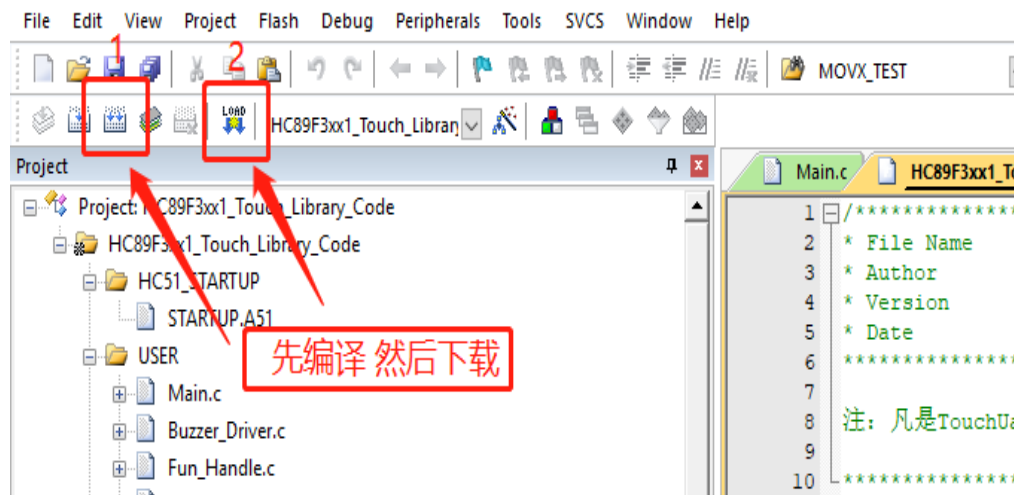 File Edit View Project Flash Debug Peripherals Tools SVCS Window Help
1 2
MOVX_TEST
LOAD
HC89F3xx1_Touch_Librar
Project
Main.c
HC89F3xx1_T
Project: HC89F3xx1_Touch_Library_Code
HC89F3xx1_Touch_Library_Code
HC51_STARTUP
STARTUP.A51
USER
Main.c
Buzzer_Driver.c
Fun_Handle.c
先编译 然后下载
1 /**************
2 * File Name
3 * Author
4 * Version
5 * Date
6 ***************
7
8 注：凡是TouchUa
9
10 ***************